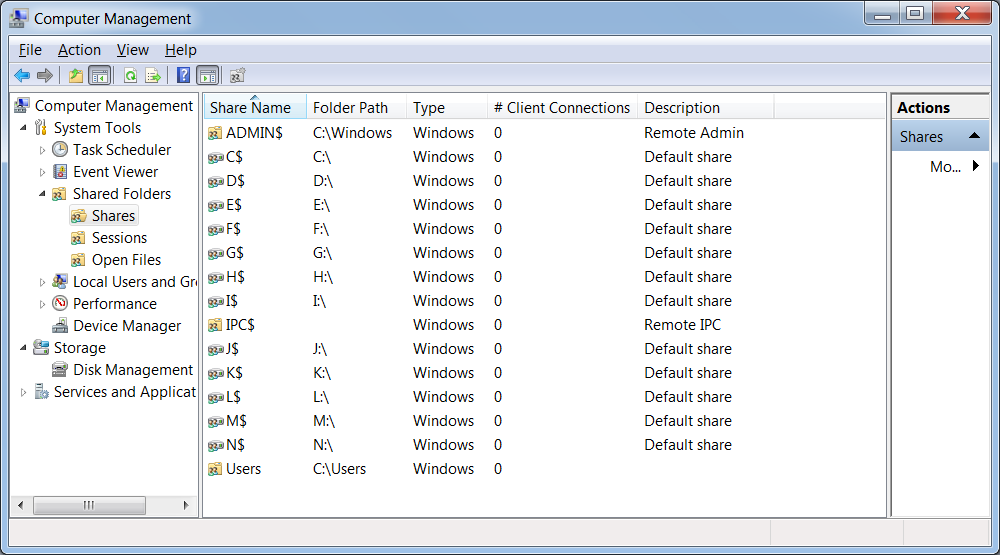 Computer Management
File Action View Help
Computer Management
System Tools
Task Scheduler
Event Viewer
Shared Folders
Shares
Sessions
Open Files
Local Users and Gr
Performance
Device Manager
Storage
Disk Management
Services and Applicat
Share Name Folder Path Type # Client Connections Description
ADMIN$ C:\Windows Windows 0 Remote Admin
C$ C:\ Windows 0 Default share
D$ D:\ Windows 0 Default share
E$ E:\ Windows 0 Default share
F$ F:\ Windows 0 Default share
G$ G:\ Windows 0 Default share
H$ H:\ Windows 0 Default share
I$ I:\ Windows 0 Default share
IPC$ Windows 0 Remote IPC
J$ J:\ Windows 0 Default share
K$ K:\ Windows 0 Default share
L$ L:\ Windows 0 Default share
M$ M:\ Windows 0 Default share
N$ N:\ Windows 0 Default share
Users C:\Users Windows 0
Actions
Shares
Mo...